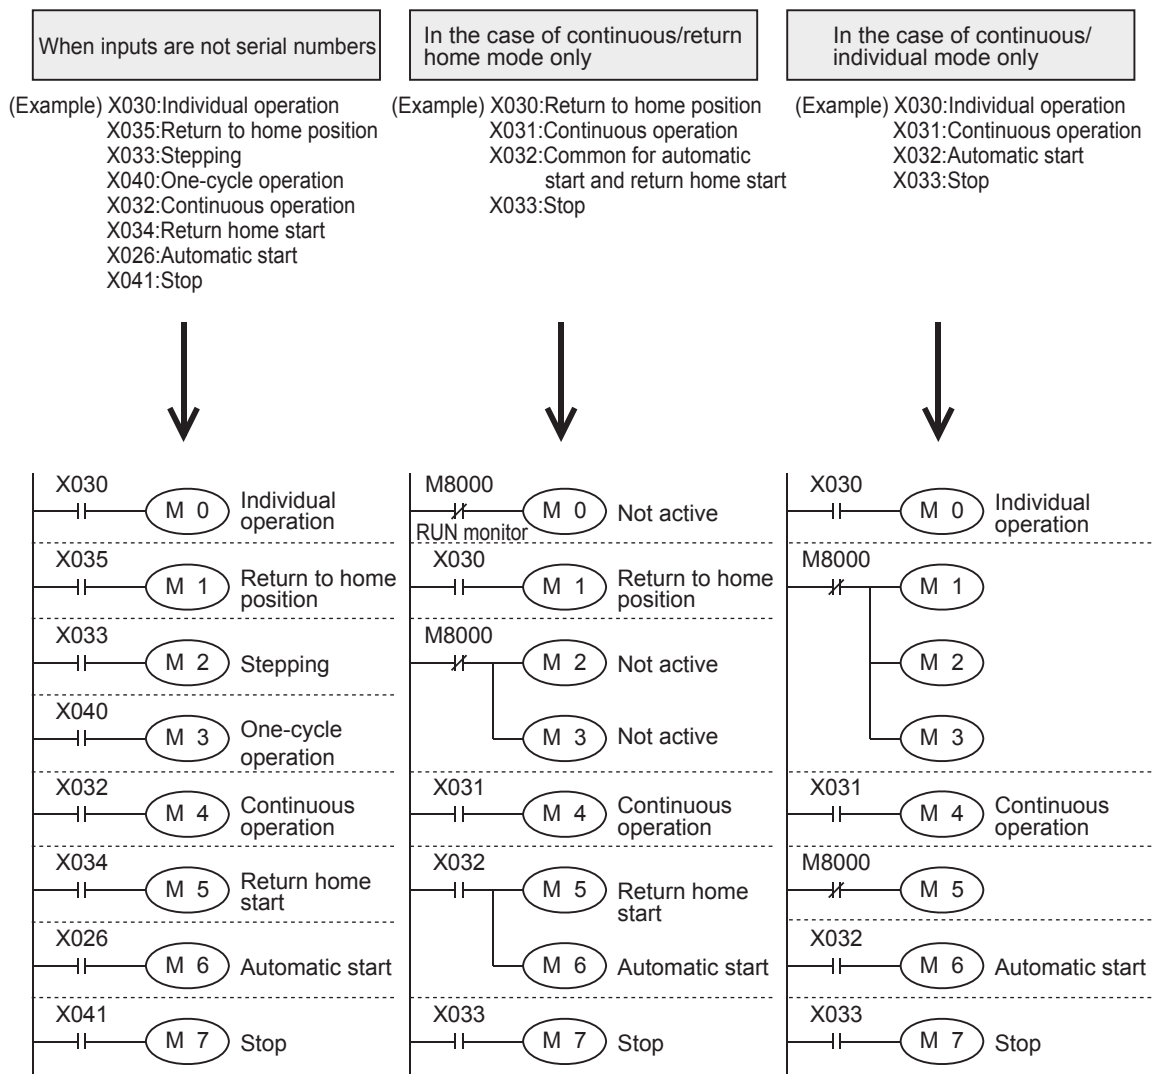 When inputs are not serial numbers
(Example) X030:Individual operation
X035:Return to home position
X033:Stepping
X040:One-cycle operation
X032:Continuous operation
X034:Return home start
X026:Automatic start
X041:Stop
X030
M 0
Individual
operation
X035
M 1
Return to home
position
X033
M 2
Stepping
X040
M 3
One-cycle
operation
X032
M 4
Continuous
operation
X034
M 5
Return home
start
X026
M 6
Automatic start
X041
M 7
Stop
In the case of continuous/return
home mode only
(Example) X030:Return to home position
X031:Continuous operation
X032:Common for automatic
start and return home start
X033:Stop
M8000
M 0
Not active
RUN monitor
X030
M 1
Return to home
position
M8000
M 2
Not active
M 3
Not active
X031
M 4
Continuous
operation
X032
M 5
Return home
start
M 6
Automatic start
X033
M 7
Stop
In the case of continuous/
individual mode only
(Example) X030:Individual operation
X031:Continuous operation
X032:Automatic start
X033:Stop
X030
M 0
Individual
operation
M8000
M 1
M 2
M 3
X031
M 4
Continuous
operation
M8000
M 5
X032
M 6
Automatic start
X033
M 7
Stop